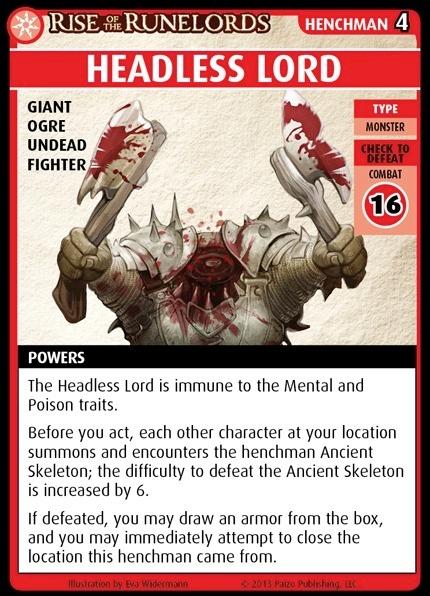 RISE OF THE RUNELORDS HENCHMAN 4
HEADLESS LORD
GIANT
OGRE
UNDEAD
FIGHTER
TYPE
MONSTER
CHECK TO
DEFEAT
COMBAT
16
POWERS
The Headless Lord is immune to the Mental and
Poison traits.
Before you act, each other character at your location
summons and encounters the henchman Ancient
Skeleton; the difficulty to defeat the Ancient Skeleton
is increased by 6.
If defeated, you may draw an armor from the box,
and you may immediately attempt to close the
location this henchman came from.
Illustration by Eva Widermann © 2013 Paizo Publishing, LLC